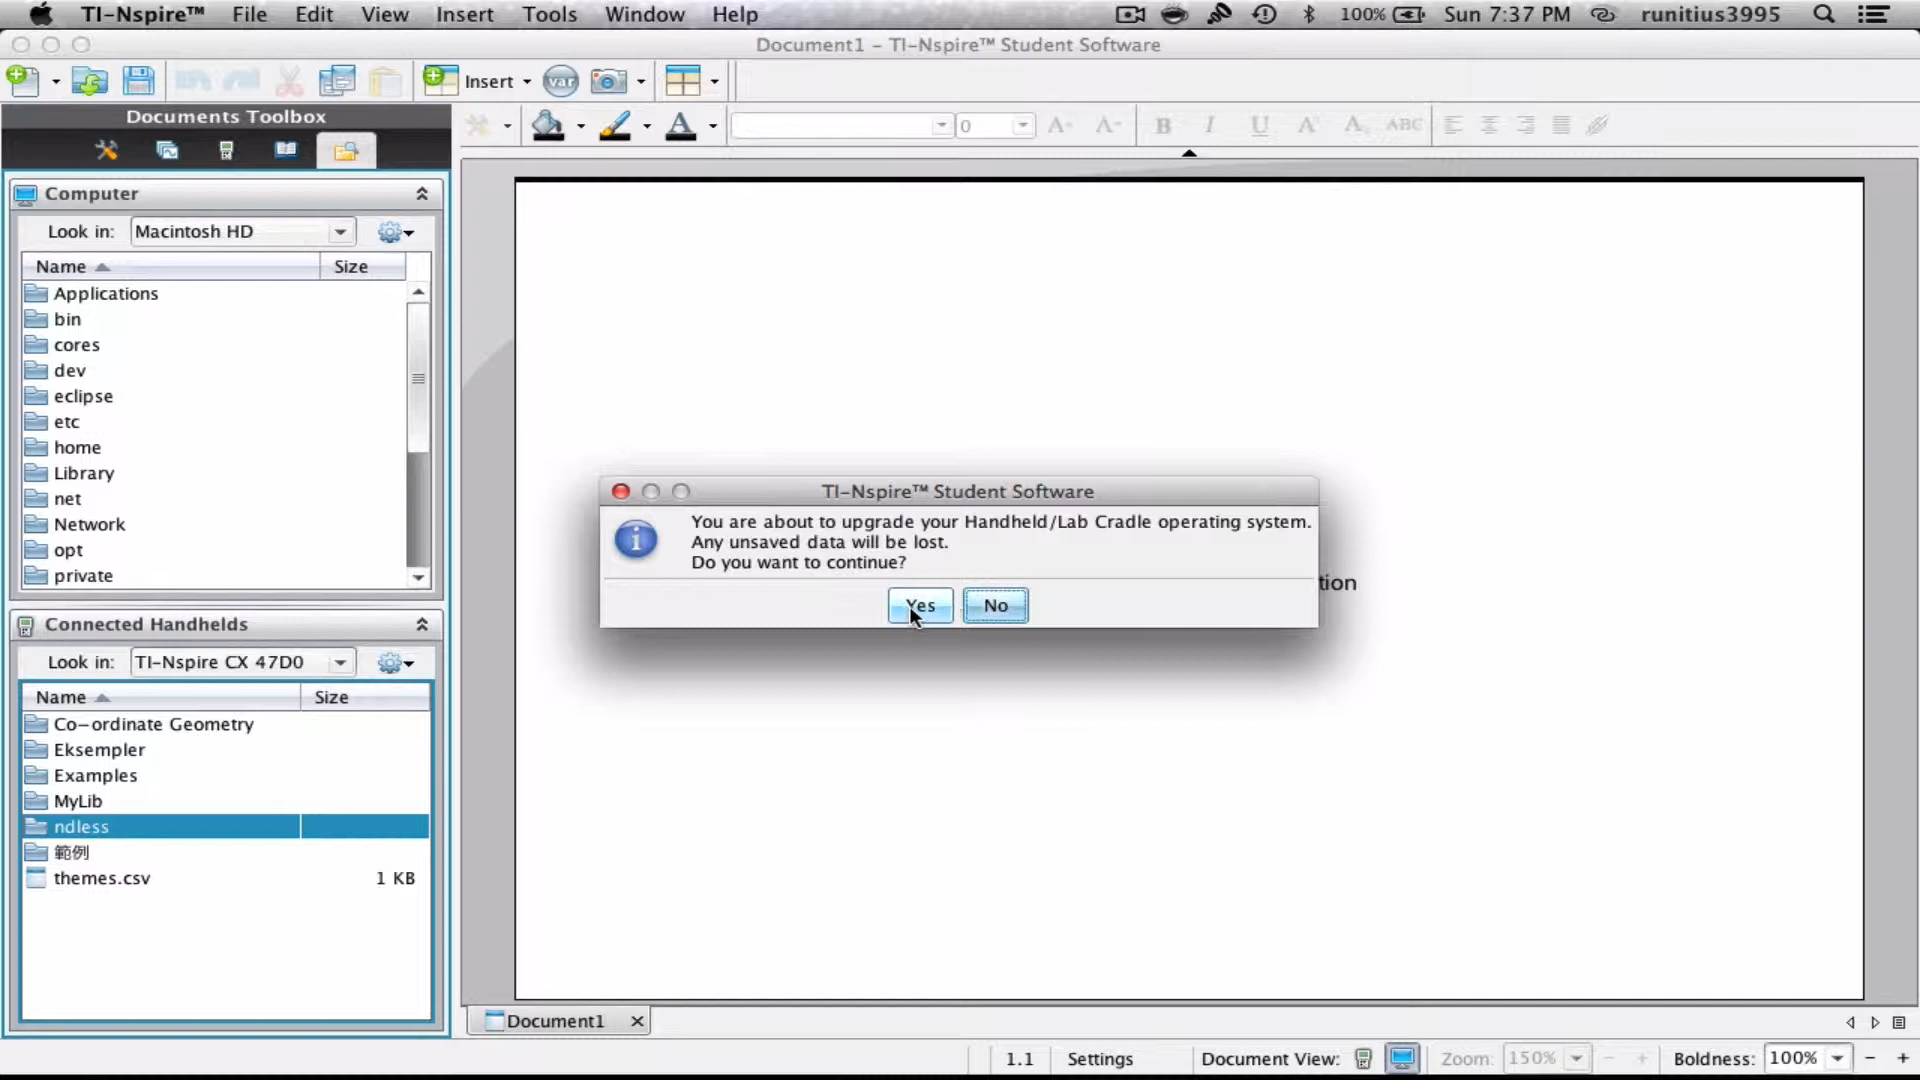 TI-Nspire™ File Edit View Insert Tools Window Help 100% Sun 7:37 PM runitius3995
Document1 - TI-Nspire™ Student Software
Insert var
Documents Toolbox
0 A A B I U A A ABC
Computer
Look in: Macintosh HD
Name Size
Applications
bin
cores
dev
eclipse
etc
home
Library
net
Network
opt
private
TI-Nspire™ Student Software
You are about to upgrade your Handheld/Lab Cradle operating system.
Any unsaved data will be lost.
Do you want to continue?
Yes No
tion
Connected Handhelds
Look in: TI-Nspire CX 47D0
Name Size
Co-ordinate Geometry
Eksempler
Examples
MyLib
ndless
範例
themes.csv 1 KB
Document1
1.1 Settings Document View: Zoom: 150% - + Boldness: 100% - +